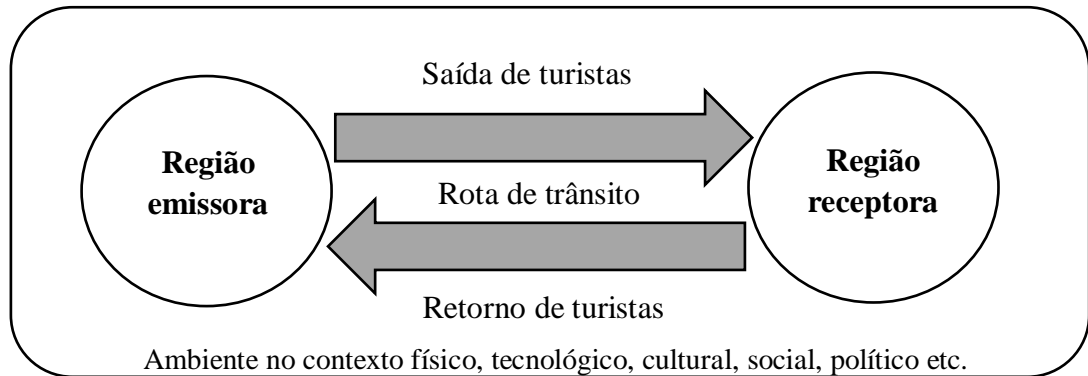 Saída de turistas
Região
emissora
Rota de trânsito
Região
receptora
Retorno de turistas
Ambiente no contexto físico, tecnológico, cultural, social, político etc.